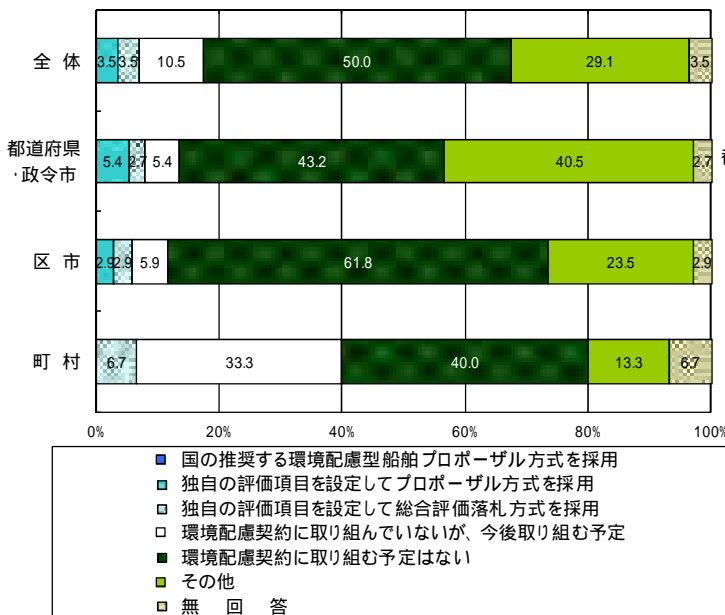 全 体
3.5 3.5 10.5 50.0 29.1 3.5
都道府県
・政令市
5.4 2.7 5.4 43.2 40.5 2.7
区 市
2.9 2.9 5.9 61.8 23.5 2.9
町 村
6.7 33.3 40.0 13.3 6.7
0% 20% 40% 60% 80% 100%
国の推奨する環境配慮型船舶プロポーザル方式を採用
独自の評価項目を設定してプロポーザル方式を採用
独自の評価項目を設定して総合評価落札方式を採用
環境配慮契約に取り組んでいないが、今後取り組む予定
環境配慮契約に取り組む予定はない
その他
無 回 答